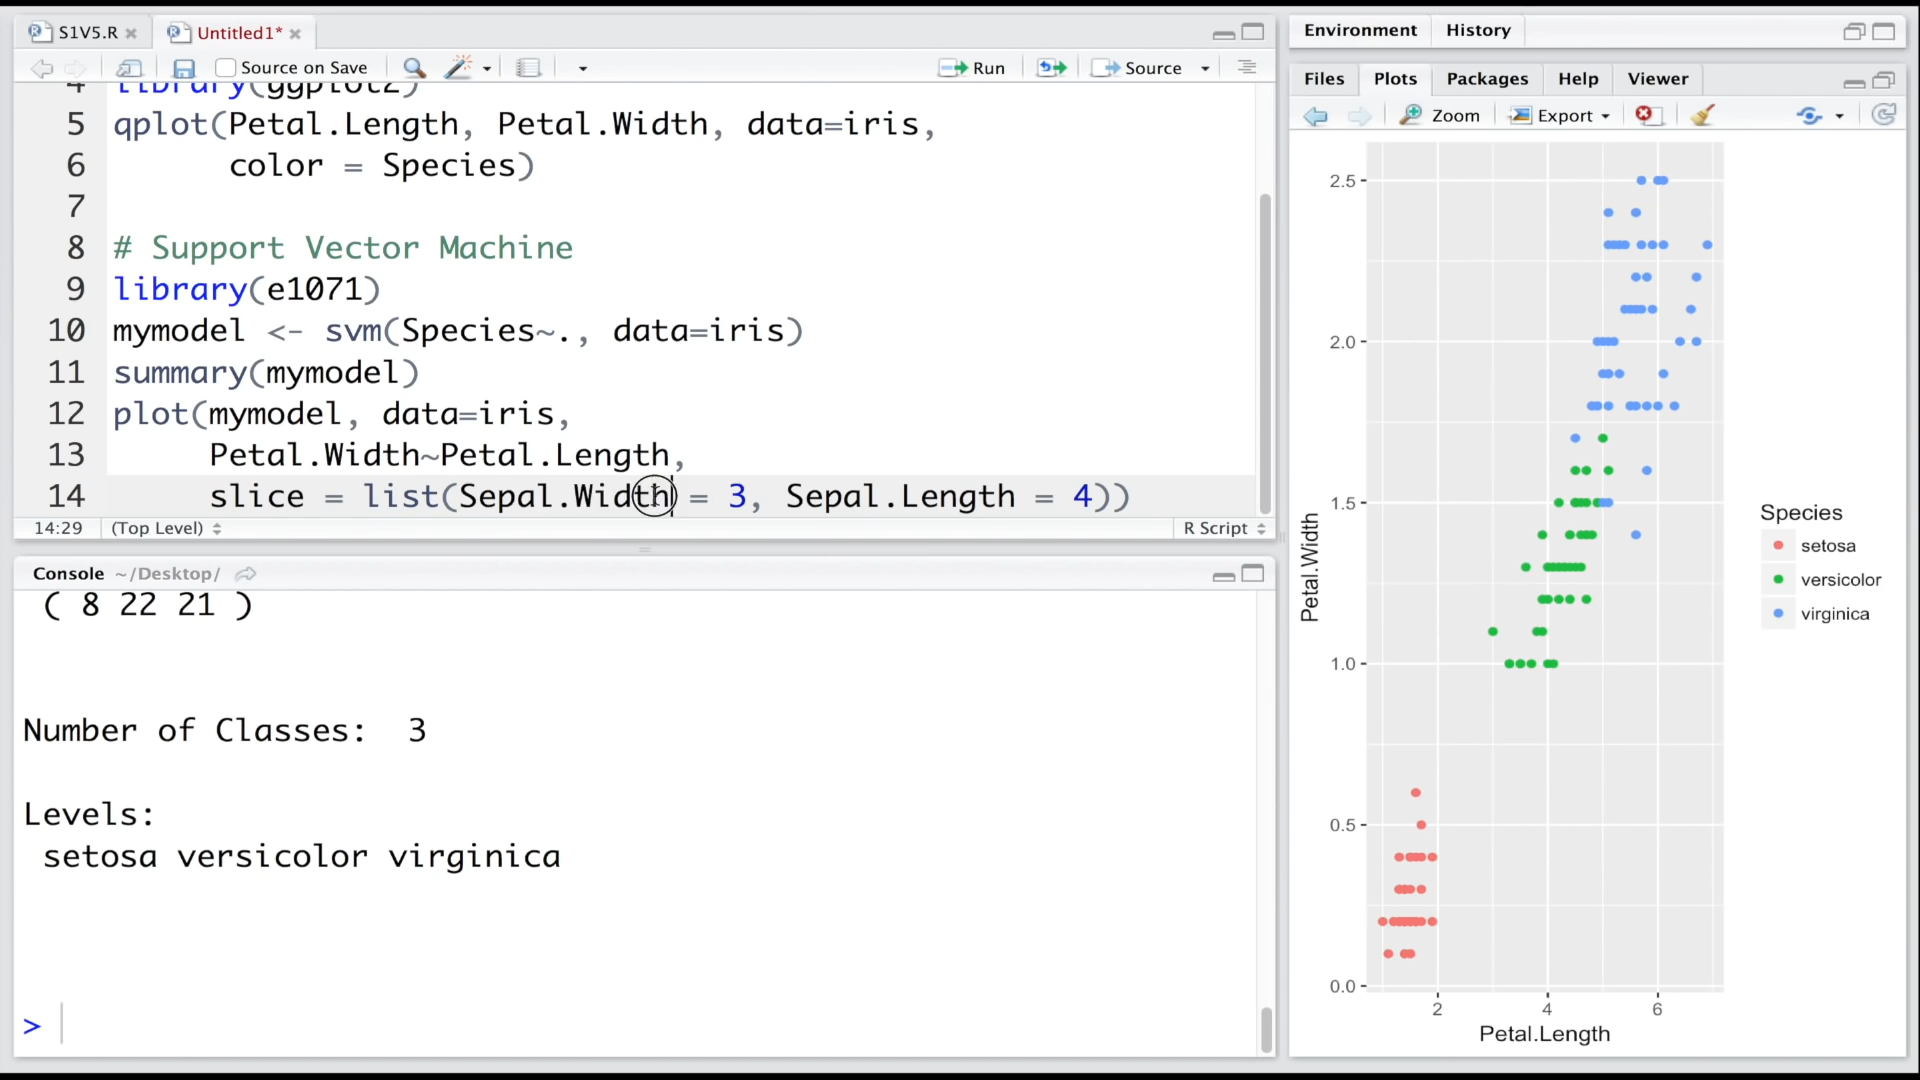 S1V5.R
Untitled1*
Source on Save
Run
Source
4 library(ggplot2)
5 qplot(Petal.Length, Petal.Width, data=iris,
6 color = Species)
7
8 # Support Vector Machine
9 library(e1071)
10 mymodel <- svm(Species~., data=iris)
11 summary(mymodel)
12 plot(mymodel, data=iris,
13 Petal.Width~Petal.Length,
14 slice = list(Sepal.Width = 3, Sepal.Length = 4))
14:29 (Top Level) R Script
Console ~/Desktop/
( 8 22 21 )
Number of Classes: 3
Levels:
setosa versicolor virginica
>
Environment History
Files Plots Packages Help Viewer
Zoom Export
2.5
2.0
1.5
1.0
0.5
0.0
Petal.Width
2 4 6
Petal.Length
Species
setosa
versicolor
virginica